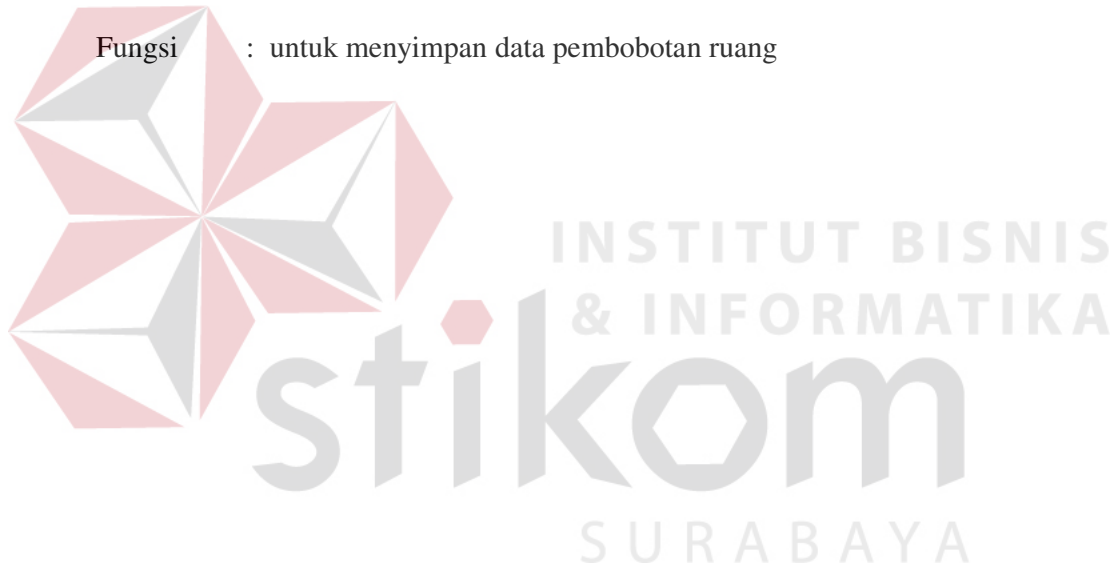 Fungsi : untuk menyimpan data pembobotan ruang
INSTITUT BISNIS
& INFORMATIKA
stikom
SURABAYA